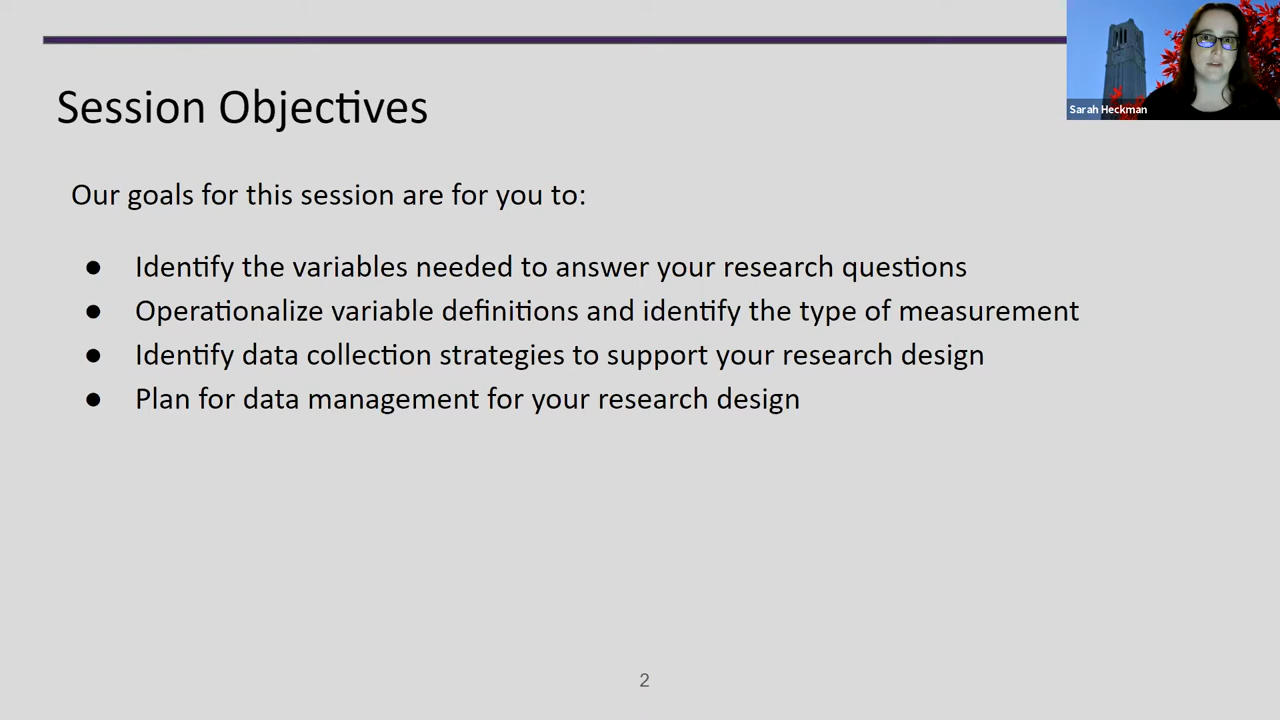 Session Objectives
Sarah Heckman
Our goals for this session are for you to:
● Identify the variables needed to answer your research questions
● Operationalize variable definitions and identify the type of measurement
● Identify data collection strategies to support your research design
● Plan for data management for your research design
2